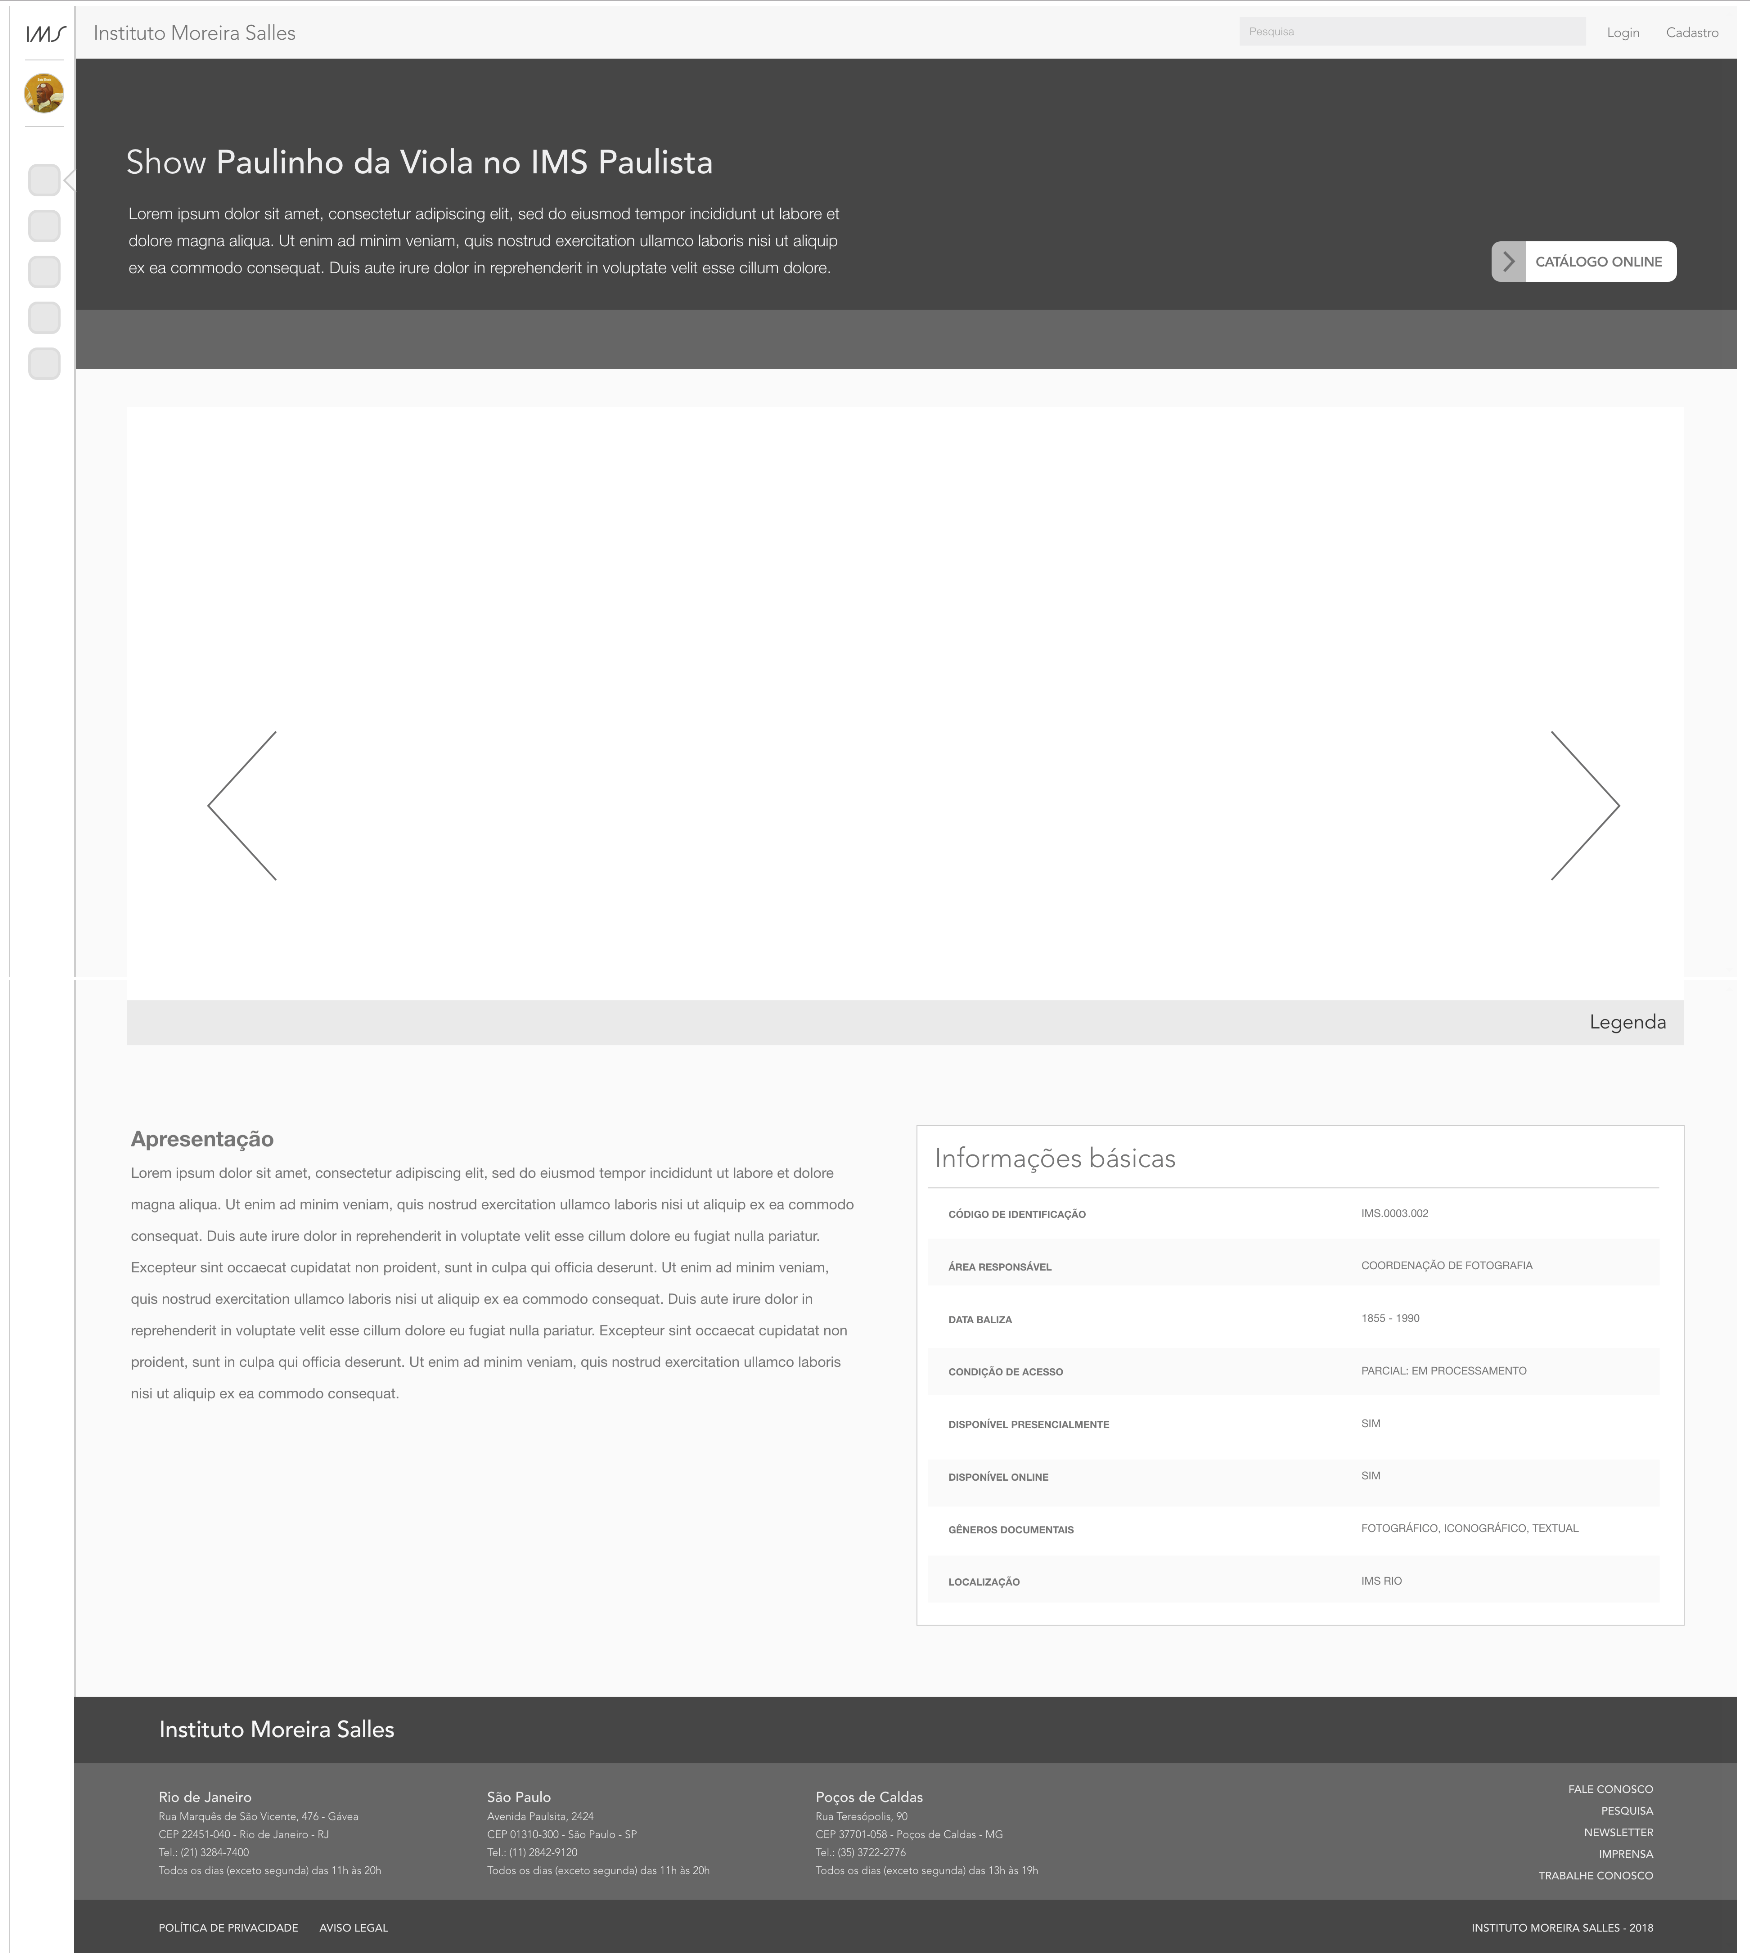 IMS
Instituto Moreira Salles
Pesquisa
Login
Cadastro
Show Paulinho da Viola no IMS Paulista
Lorem ipsum dolor sit amet, consectetur adipiscing elit, sed do eiusmod tempor incididunt ut labore et
dolore magna aliqua. Ut enim ad minim veniam, quis nostrud exercitation ullamco laboris nisi ut aliquip
ex ea commodo consequat. Duis aute irure dolor in reprehenderit in voluptate velit esse cillum dolore.
CATÁLOGO ONLINE
Legenda
Apresentação
Lorem ipsum dolor sit amet, consectetur adipiscing elit, sed do eiusmod tempor incididunt ut labore et dolore
magna aliqua. Ut enim ad minim veniam, quis nostrud exercitation ullamco laboris nisi ut aliquip ex ea commodo
consequat. Duis aute irure dolor in reprehenderit in voluptate velit esse cillum dolore eu fugiat nulla pariatur.
Excepteur sint occaecat cupidatat non proident, sunt in culpa qui officia deserunt. Ut enim ad minim veniam,
quis nostrud exercitation ullamco laboris nisi ut aliquip ex ea commodo consequat. Duis aute irure dolor in
reprehenderit in voluptate velit esse cillum dolore eu fugiat nulla pariatur. Excepteur sint occaecat cupidatat non
proident, sunt in culpa qui officia deserunt. Ut enim ad minim veniam, quis nostrud exercitation ullamco laboris
nisi ut aliquip ex ea commodo consequat.
Informações básicas
CÓDIGO DE IDENTIFICAÇÃO IMS.0003.002
ÁREA RESPONSÁVEL COORDENAÇÃO DE FOTOGRAFIA
DATA BALIZA 1855 - 1990
CONDIÇÃO DE ACESSO PARCIAL: EM PROCESSAMENTO
DISPONÍVEL PRESENCIALMENTE SIM
DISPONÍVEL ONLINE SIM
GÊNEROS DOCUMENTAIS FOTOGRÁFICO, ICONOGRÁFICO, TEXTUAL
LOCALIZAÇÃO IMS RIO
Instituto Moreira Salles
Rio de Janeiro
Rua Marquês de São Vicente, 476 - Gávea
CEP 22451-040 - Rio de Janeiro - RJ
Tel.: (21) 3284-7400
Todos os dias (exceto segunda) das 11h às 20h
São Paulo
Avenida Paulsita, 2424
CEP 01310-300 - São Paulo - SP
Tel.: (11) 2842-9120
Todos os dias (exceto segunda) das 11h às 20h
Poços de Caldas
Rua Teresópolis, 90
CEP 37701-058 - Poços de Caldas - MG
Tel.: (35) 3722-2776
Todos os dias (exceto segunda) das 13h às 19h
FALE CONOSCO
PESQUISA
NEWSLETTER
IMPRENSA
TRABALHE CONOSCO
POLÍTICA DE PRIVACIDADE
AVISO LEGAL
INSTITUTO MOREIRA SALLES - 2018